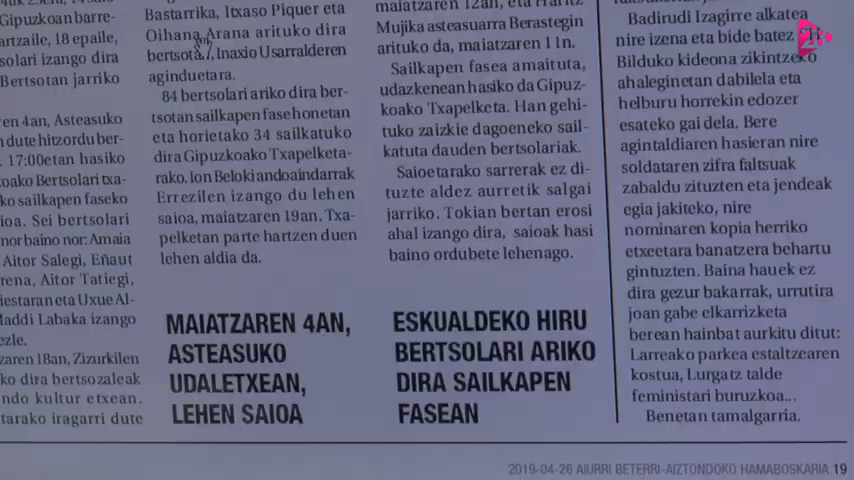 Gipuzkoan barre-
artzaile, 18 epaile,
solari izango dira
Bertsotan jarriko
ren 4an, Asteasuko
n dute hitzordu ber-
. 17:00etan hasiko
oako Bertsolari txa-
ko sailkapen faseko
ioa. Sei bertsolari
nor baino nor: Amaia
Aitor Salegi, Eñaut
rena, Aitor Tatiegi,
iestaran eta Uxue Al-
Maddi Labaka izango
ezle.
zaren 18an, Zizurkilen
ko dira bertsozaleak
ndo kultur etxean.
tarako iragarri dute
Bastarrika, Itxaso Piquer eta
Oihana Arana arituko dira
Inaxio Usarralderen
aginduetara.
84 bertsolari ariko dira ber-
tsotan sailkapen fase honetan
eta horietako 34 sailkatuko
dira Gipuzkoako Txapelketa-
rako. Ion Beloki andoaindarrak
Errezilen izango du lehen
saioa, maiatzaren 19an. Txa-
pelketan parte hartzen duen
lehen aldia da.
MAIATZAREN 4AN,
ASTEASUKO
UDALETXEAN,
LEHEN SAIOA
maiatzaren 12an, eta Haritz
Mujika asteasuarra Berastegin
arituko da, maiatzaren 11n.
Sailkapen fasea amaituta,
udazkenean hasiko da Gipuz-
koako Txapelketa. Han gehi-
tuko zaizkie dagoeneko sail-
katuta dauden bertsolariak.
Saioetarako sarrerak ez di-
tuzte aldez aurretik salgai
jarriko. Tokian bertan erosi
ahal izango dira, saioak hasi
baino ordubete lehenago.
ESKUALDEKO HIRU
BERTSOLARI ARIKO
DIRA SAILKAPEN
FASEAN
Badirudi Izagirre alkatea
nire izena eta bide batez
Bilduko kideona zikintzeko
ahaleginetan dabilela eta
helburu horrekin edozer
esateko gai dela. Bere
agintaldiaren hasieran nire
soldataren zifra faltsuak
zabaldu zituzten eta jendeak
egia jakiteko, nire
nominaren kopia herriko
etxeetara banatzera behartu
gintuzten. Baina hauek ez
dira gezur bakarrak, urrutira
joan gabe elkarrizketa
berean hainbat aurkitu ditut:
Larreako parkea estaltzearen
kostua, Lurgatz talde
feministari buruzkoa...
Benetan tamalgarria.
2019-04-26 AIURRI BETERRI-AIZTONDOKO HAMABOSKARIA 19